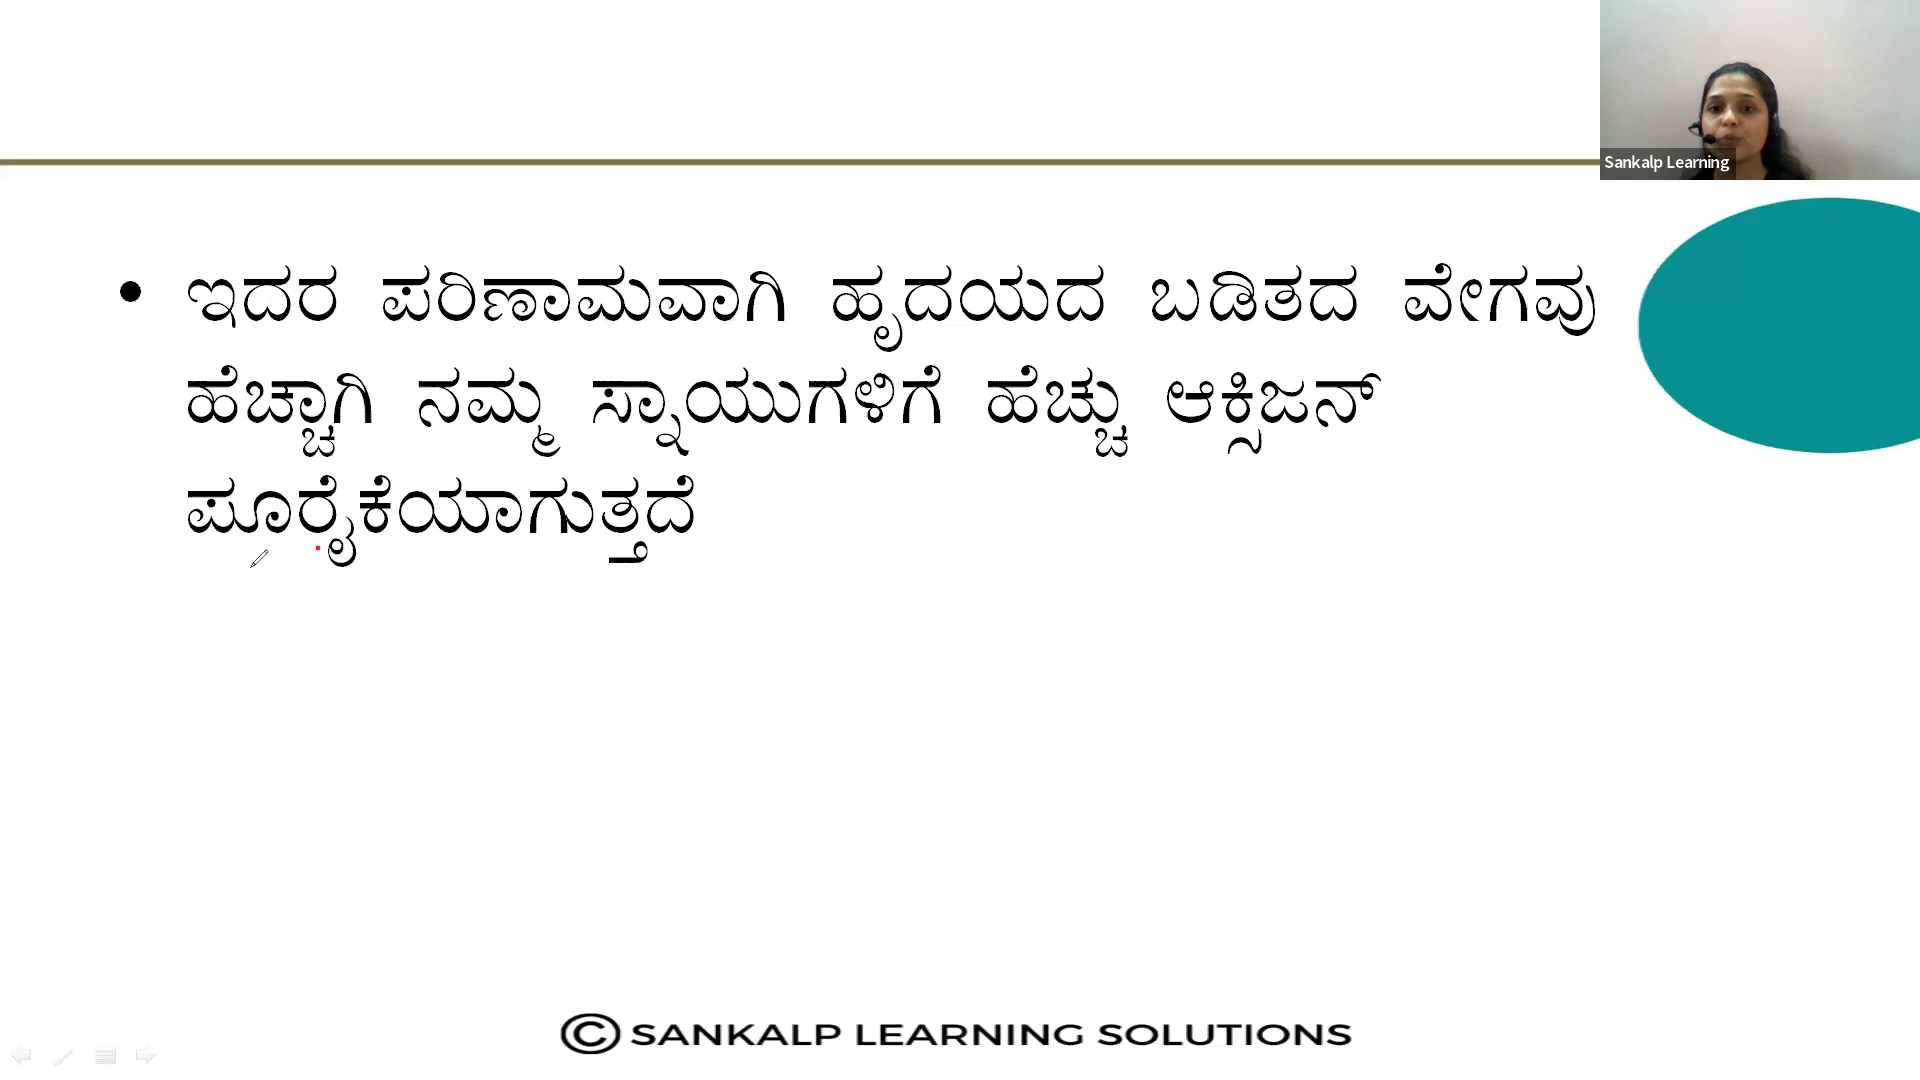 Sankalp Learning
• ಇದರ ಪರಿಣಾಮವಾಗಿ ಹೃದಯದ ಬಡಿತದ ವೇಗವು
ಹೆಚ್ಚಾಗಿ ನಮ್ಮ ಸ್ನಾಯುಗಳಿಗೆ ಹೆಚ್ಚು ಆಕ್ಸಿಜನ್
ಪೂರೈಕೆಯಾಗುತ್ತದೆ
© SANKALP LEARNING SOLUTIONS